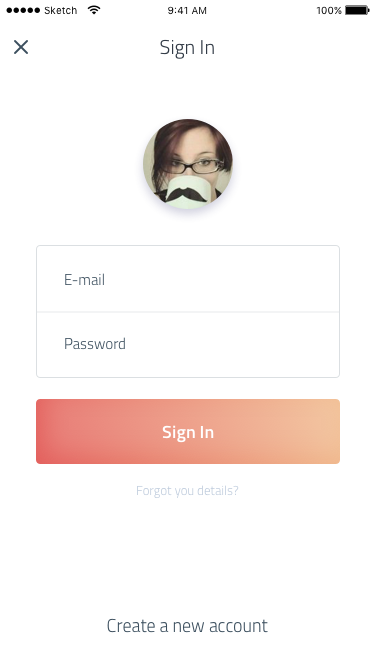 Sketch 9:41 AM 100%
Sign In
E-mail
Password
Sign In
Forgot you details?
Create a new account